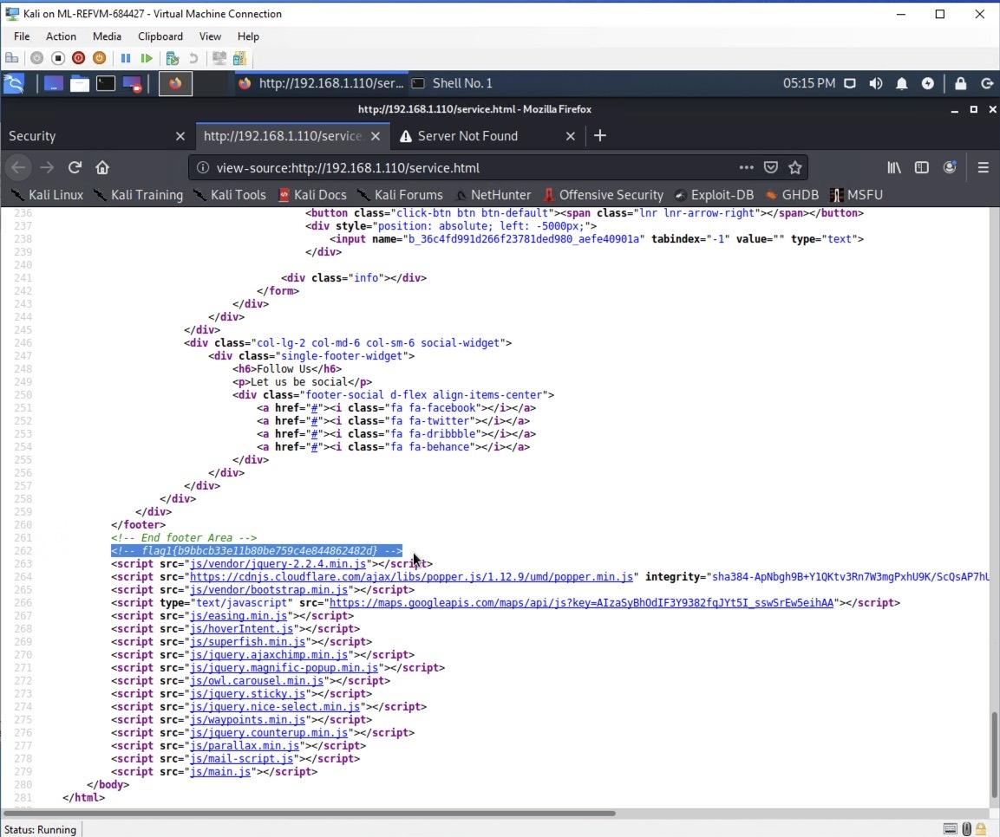 Kali on ML-REFVM-684427 - Virtual Machine Connection
File Action Media Clipboard View Help
http://192.168.1.110/ser... Shell No. 1 05:15 PM
http://192.168.1.110/service.html - Mozilla Firefox
Security http://192.168.1.110/service. Server Not Found
view-source:http://192.168.1.110/service.html
Kali Linux Kali Training Kali Tools Kali Docs Kali Forums NetHunter Offensive Security Exploit-DB GHDB MSFU
236 <button class="click-btn btn btn-default"><span class="lnr lnr-arrow-right"></span></button>
237 <div style="position: absolute; left: -5000px;">
238 <input name="b_36c4fd991d266f23781ded980_aefe40901a" tabindex="-1" value="" type="text">
239 </div>
240
241 <div class="info"></div>
242 </form>
243 </div>
244 </div>
245 </div>
246 <div class="col-lg-2 col-md-6 col-sm-6 social-widget">
247 <div class="single-footer-widget">
248 <h6>Follow Us</h6>
249 <p>Let us be social</p>
250 <div class="footer-social d-flex align-items-center">
251 <a href="#"><i class="fa fa-facebook"></i></a>
252 <a href="#"><i class="fa fa-twitter"></i></a>
253 <a href="#"><i class="fa fa-dribbble"></i></a>
254 <a href="#"><i class="fa fa-behance"></i></a>
255 </div>
256 </div>
257 </div>
258 </div>
259 </div>
260 </footer>
261 <!-- End footer Area -->
262 <!-- flag1{b9bbcb33e11b80be759c4e844862482d} -->
263 <script src="js/vendor/jquery-2.2.4.min.js"></script>
264 <script src="https://cdnjs.cloudflare.com/ajax/libs/popper.js/1.12.9/umd/popper.min.js" integrity="sha384-ApNbgh9B+Y1QKtv3Rn7W3mgPxhU9K/ScQsAP7hU
265 <script src="js/vendor/bootstrap.min.js"></script>
266 <script type="text/javascript" src="https://maps.googleapis.com/maps/api/js?key=AIzaSyBhOdIF3Y9382fqJYt5I_sswSrEw5eihAA"></script>
267 <script src="js/easing.min.js"></script>
268 <script src="js/hoverIntent.js"></script>
269 <script src="js/superfish.min.js"></script>
270 <script src="js/jquery.ajaxchimp.min.js"></script>
271 <script src="js/jquery.magnific-popup.min.js"></script>
272 <script src="js/owl.carousel.min.js"></script>
273 <script src="js/jquery.sticky.js"></script>
274 <script src="js/jquery.nice-select.min.js"></script>
275 <script src="js/waypoints.min.js"></script>
276 <script src="js/jquery.counterup.min.js"></script>
277 <script src="js/parallax.min.js"></script>
278 <script src="js/mail-script.js"></script>
279 <script src="js/main.js"></script>
280 </body>
281 </html>
Status: Running